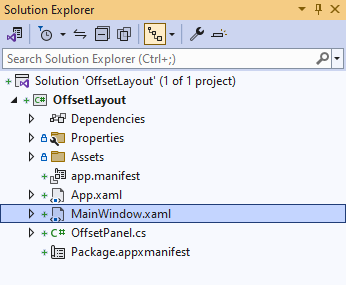 Solution Explorer
Search Solution Explorer (Ctrl+;)
Solution 'OffsetLayout' (1 of 1 project)
OffsetLayout
Dependencies
Properties
Assets
app.manifest
App.xaml
MainWindow.xaml
OffsetPanel.cs
Package.appxmanifest